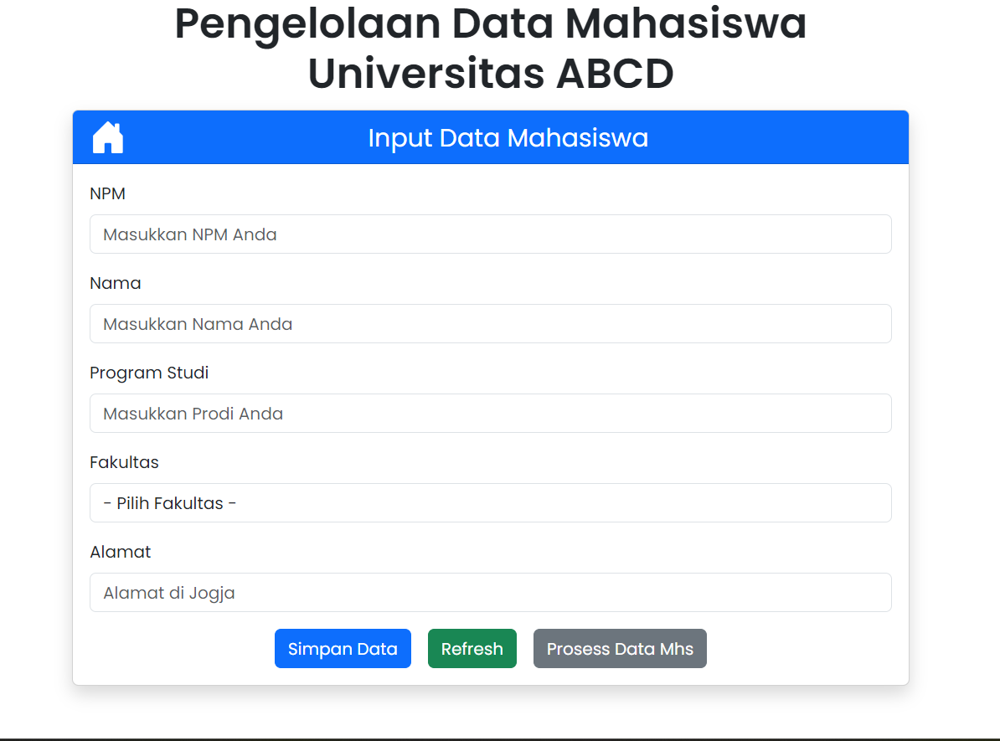 Pengelolaan Data Mahasiswa
Universitas ABCD
Input Data Mahasiswa
NPM
Masukkan NPM Anda
Nama
Masukkan Nama Anda
Program Studi
Masukkan Prodi Anda
Fakultas
- Pilih Fakultas -
Alamat
Alamat di Jogja
Simpan Data Refresh Prosess Data Mhs